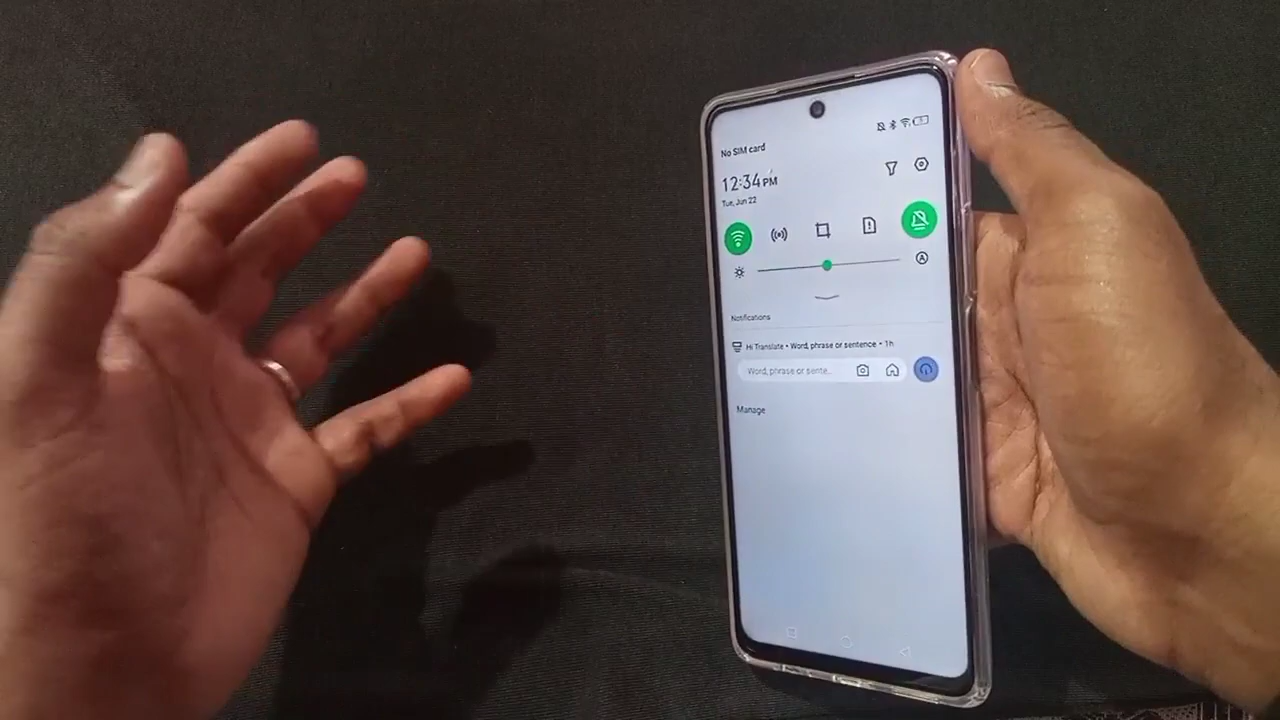 No SIM card
12:34 PM
Tue, Jun 22
Notifications
Hi Translate • Word, phrase or sentence • 1h
Word, phrase or sente..
Manage